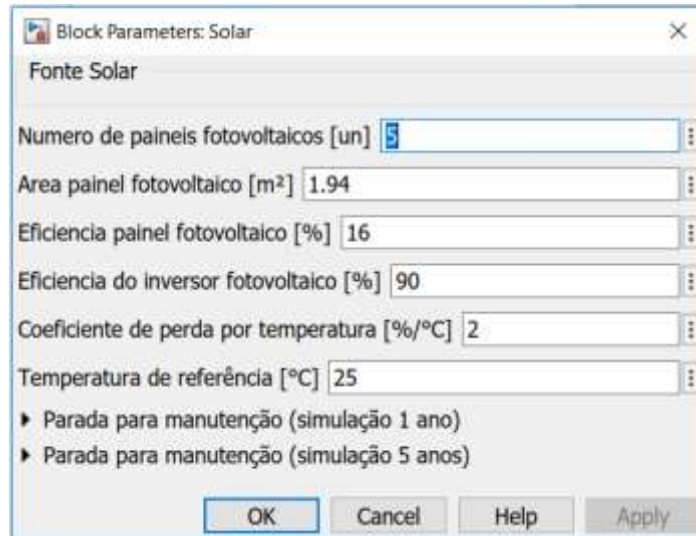 Block Parameters: Solar
Fonte Solar
Numero de paineis fotovoltaicos [un] 5
Area painel fotovoltaico [m²] 1.94
Eficiencia painel fotovoltaico [%] 16
Eficiencia do inversor fotovoltaico [%] 90
Coeficiente de perda por temperatura [%/°C] 2
Temperatura de referência [°C] 25
Parada para manutenção (simulação 1 ano)
Parada para manutenção (simulação 5 anos)
OK Cancel Help Apply